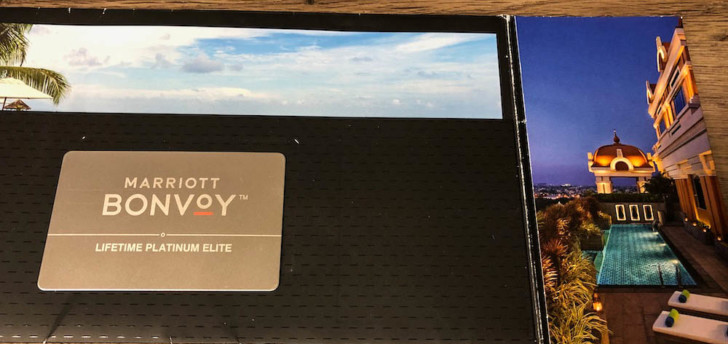 MARRIOTT
BONVOY™
LIFETIME PLATINUM ELITE